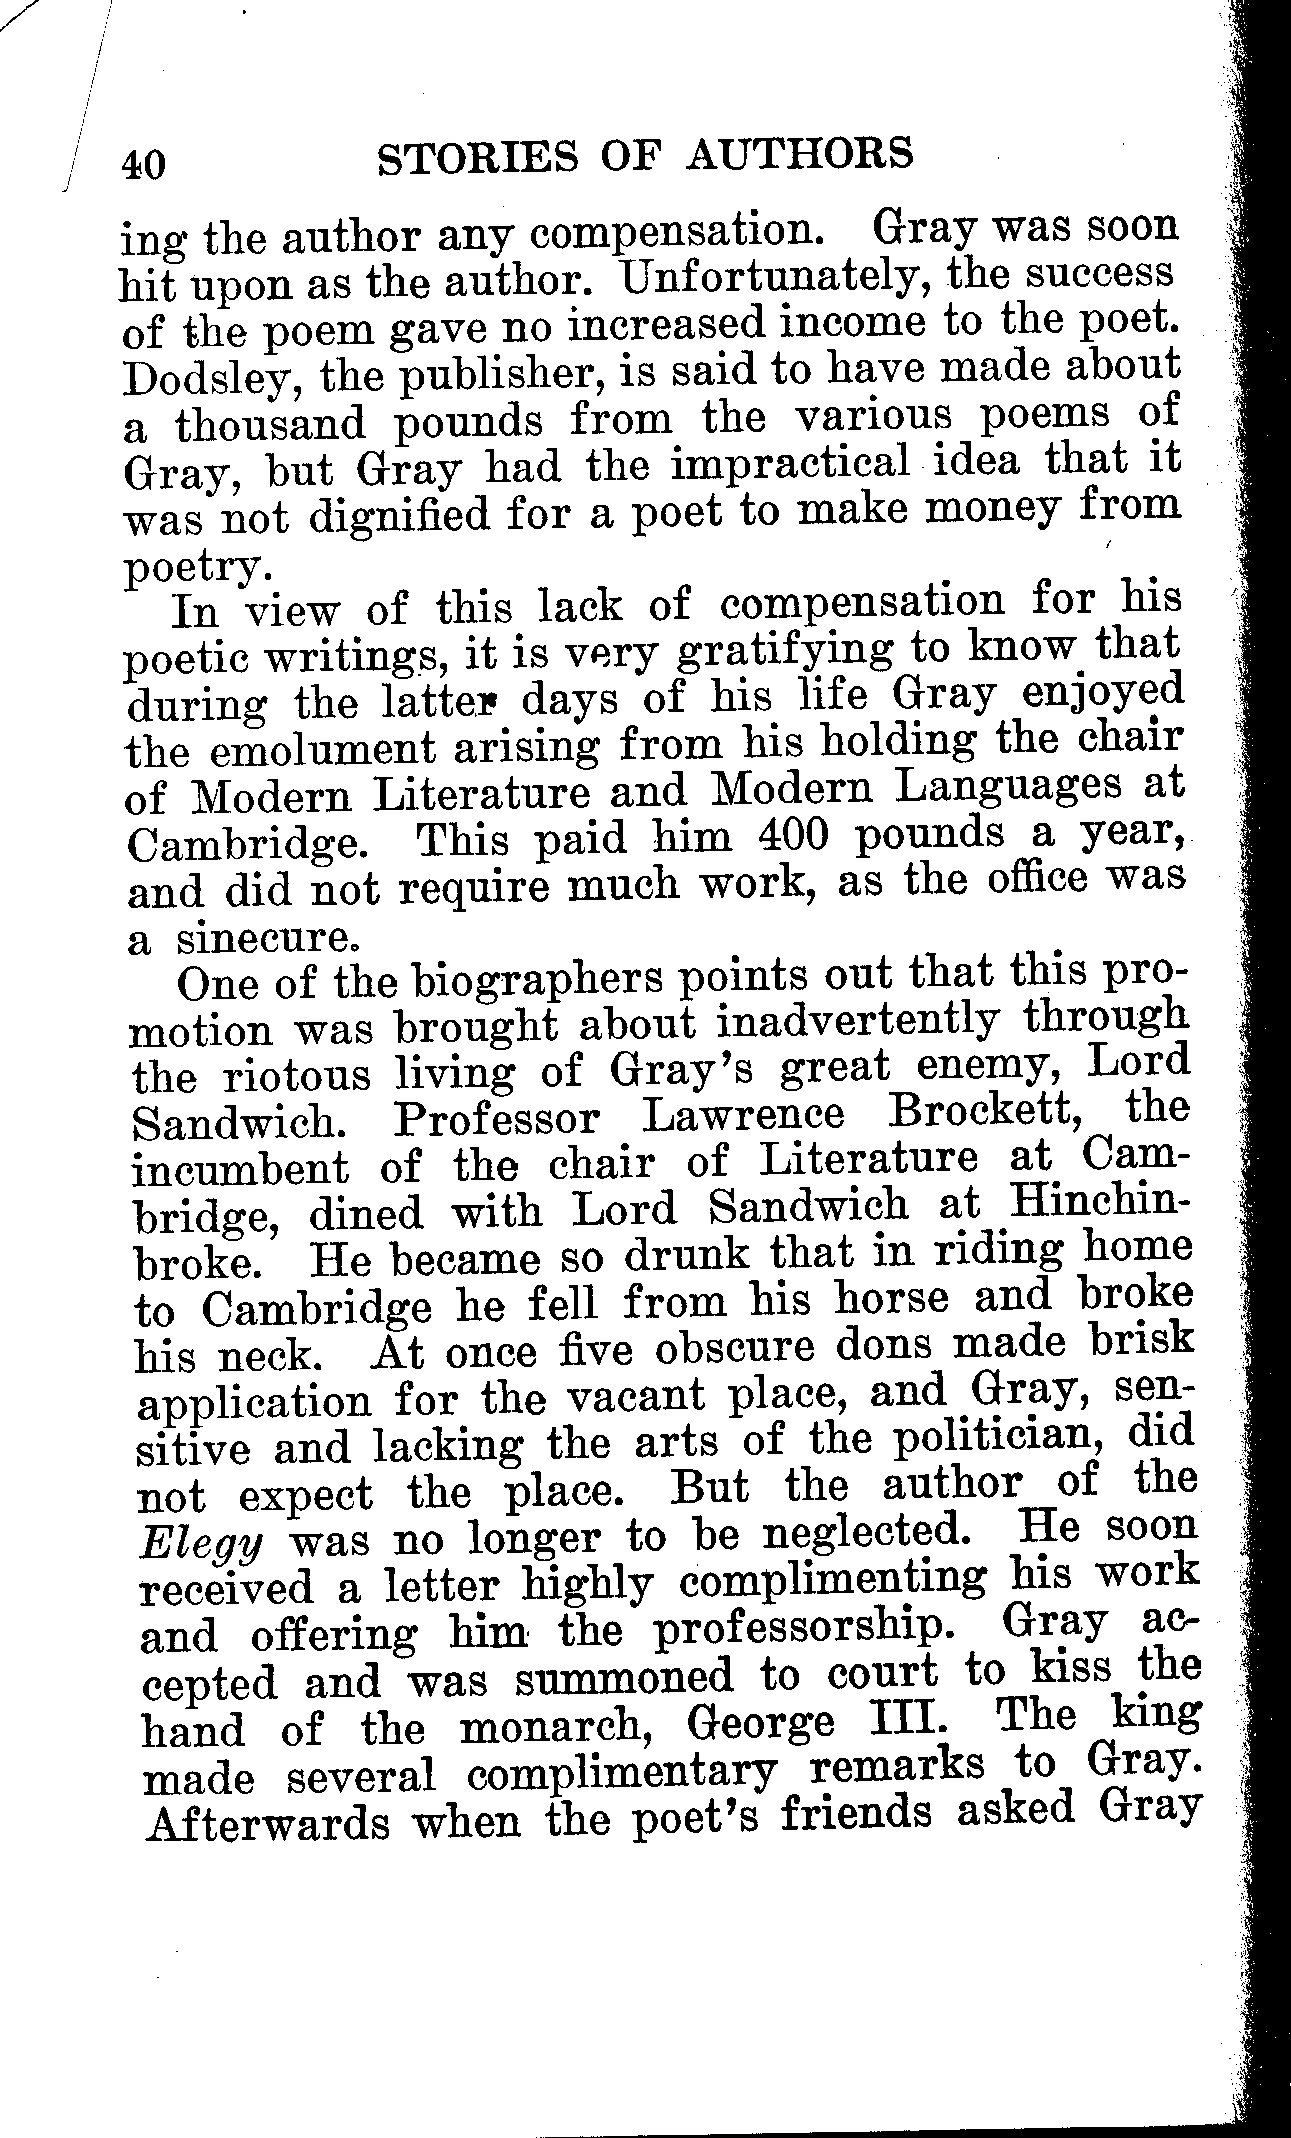 40 STORIES OF AUTHORS
ing the author any compensation. Gray was soon
hit upon as the author. Unfortunately, the success
of the poem gave no increased income to the poet.
Dodsley, the publisher, is said to have made about
a thousand pounds from the various poems of
Gray, but Gray had the impractical idea that it
was not dignified for a poet to make money from
poetry.
In view of this lack of compensation for his
poetic writings, it is very gratifying to know that
during the latter days of his life Gray enjoyed
the emolument arising from his holding the chair
of Modern Literature and Modern Languages at
Cambridge. This paid him 400 pounds a year,
and did not require much work, as the office was
a sinecure.
One of the biographers points out that this pro-
motion was brought about inadvertently through
the riotous living of Gray's great enemy, Lord
Sandwich. Professor Lawrence Brockett, the
incumbent of the chair of Literature at Cam-
bridge, dined with Lord Sandwich at Hinchin-
broke. He became so drunk that in riding home
to Cambridge he fell from his horse and broke
his neck. At once five obscure dons made brisk
application for the vacant place, and Gray, sen-
sitive and lacking the arts of the politician, did
not expect the place. But the author of the
Elegy was no longer to be neglected. He soon
received a letter highly complimenting his work
and offering him the professorship. Gray ac-
cepted and was summoned to court to kiss the
hand of the monarch, George III. The king
made several complimentary remarks to Gray.
Afterwards when the poet's friends asked Gray